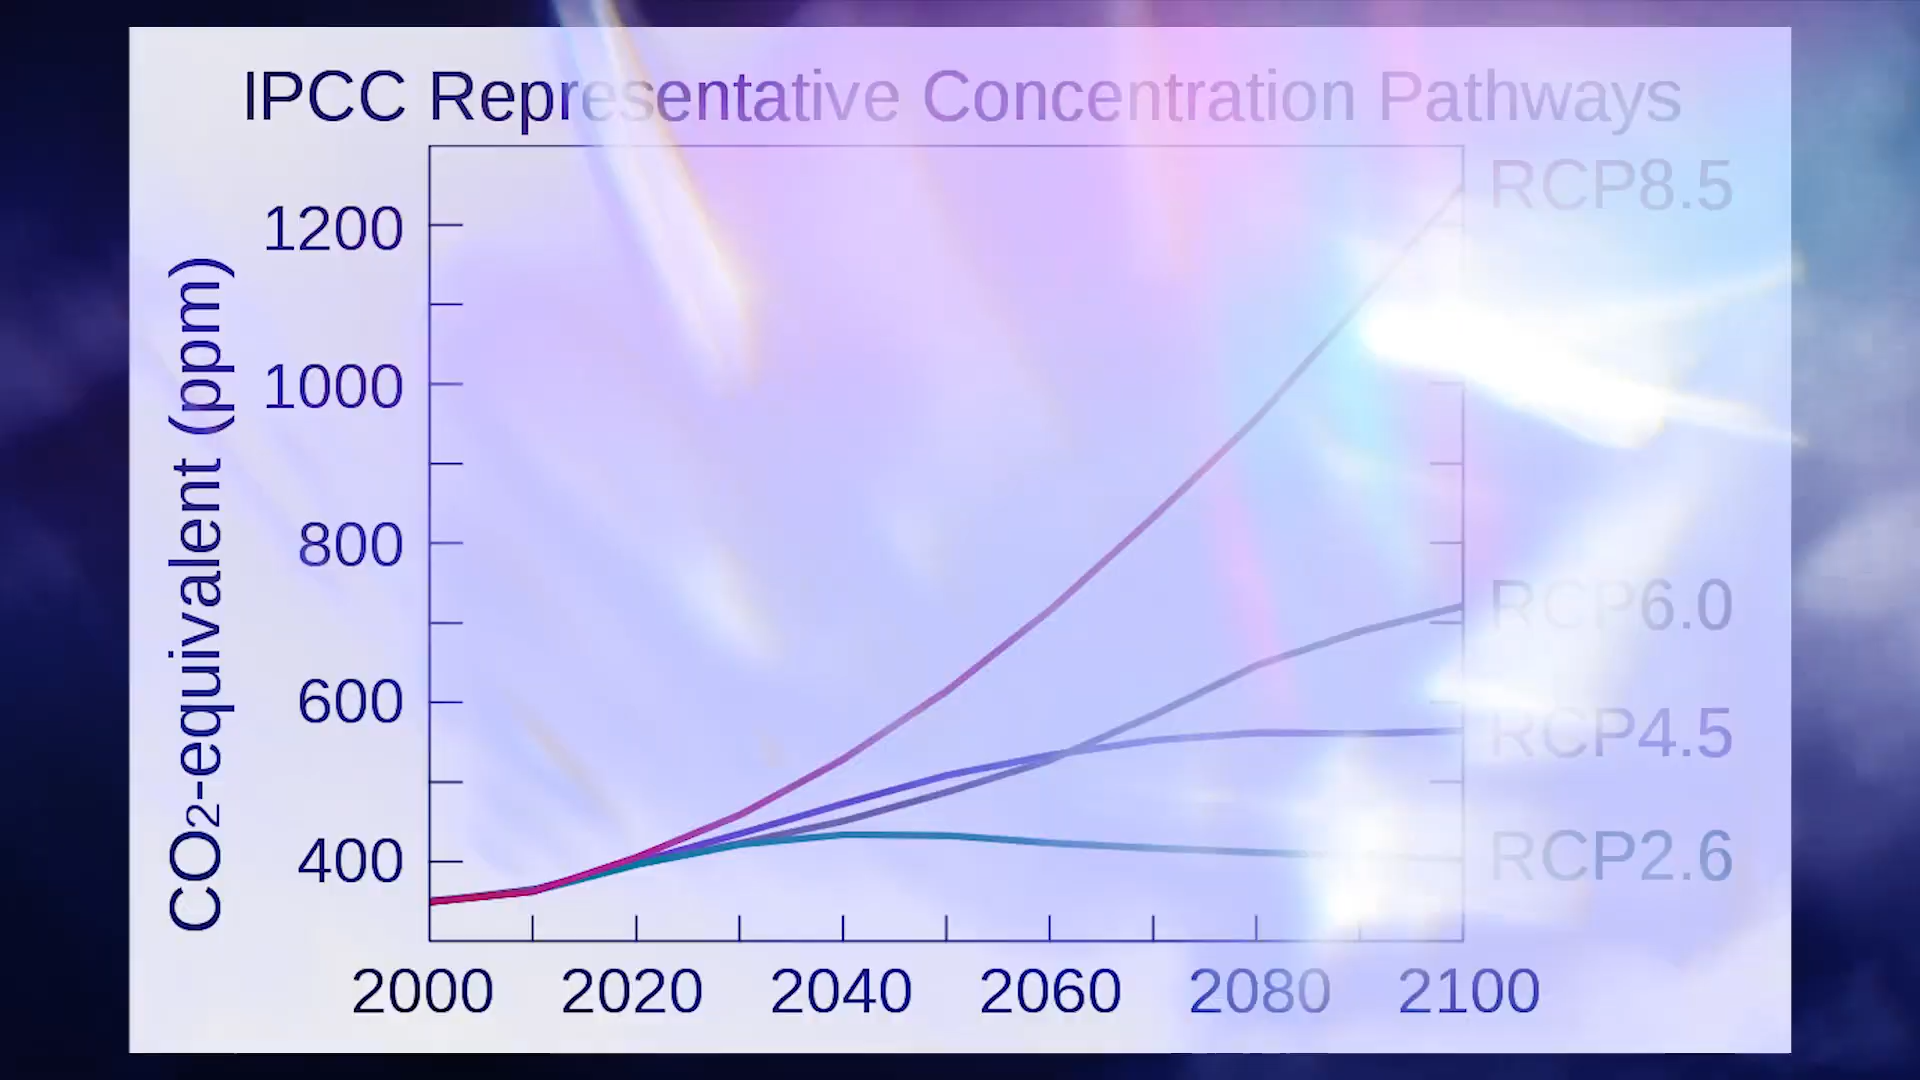 IPCC Representative Concentration Pathways
RCP8.5
1200
1000
800
600
400
CO2-equivalent (ppm)
RCP6.0
RCP4.5
RCP2.6
2000 2020 2040 2060 2080 2100